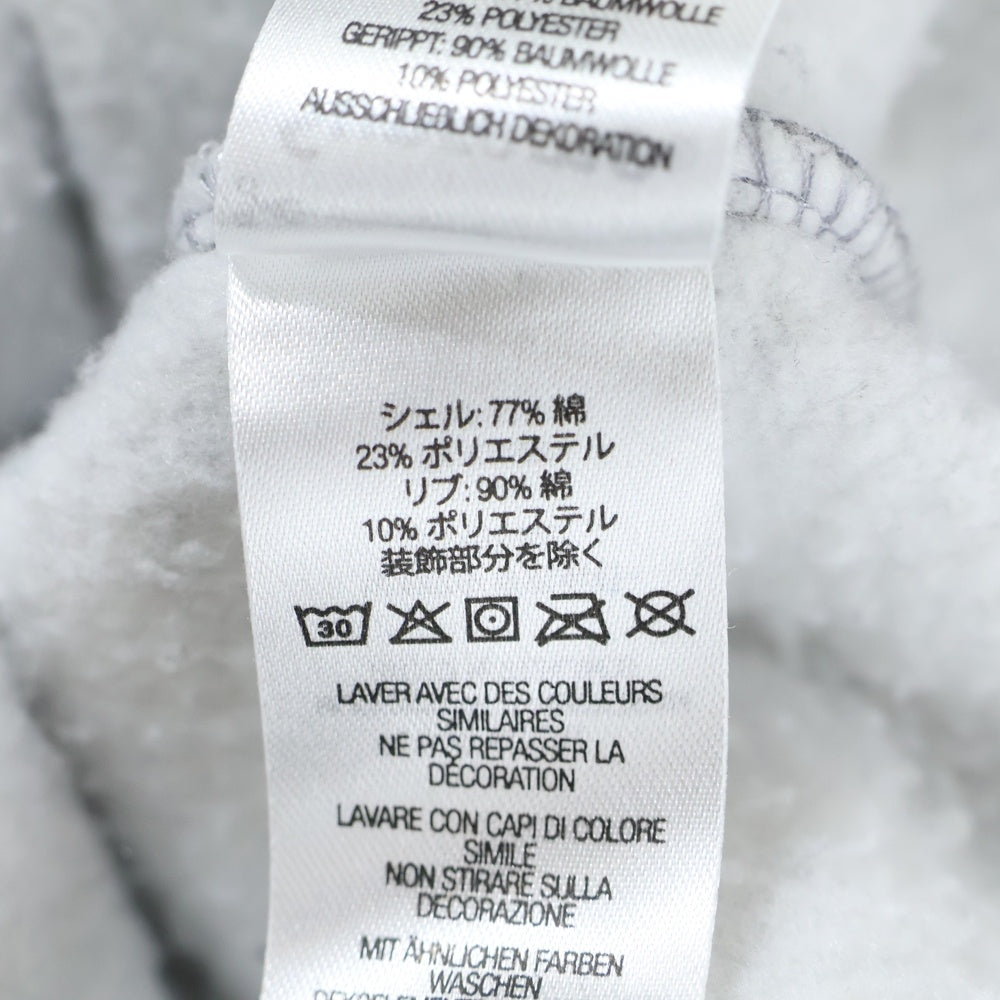 BAUMWOLLE
23% POLYESTER
GERIPPT: 90% BAUMWOLLE
10% POLYESTER
AUSSCHLIEßLICH DEKORATION
シェル: 77% 綿
23% ポリエステル
リブ: 90% 綿
10% ポリエステル
装飾部分を除く
30
LAVER AVEC DES COULEURS
SIMILAIRES
NE PAS REPASSER LA
DÉCORATION
LAVARE CON CAPI DI COLORE
SIMILE
NON STIRARE SULLA
DECORAZIONE
MIT ÄHNLICHEN FARBEN
WASCHEN